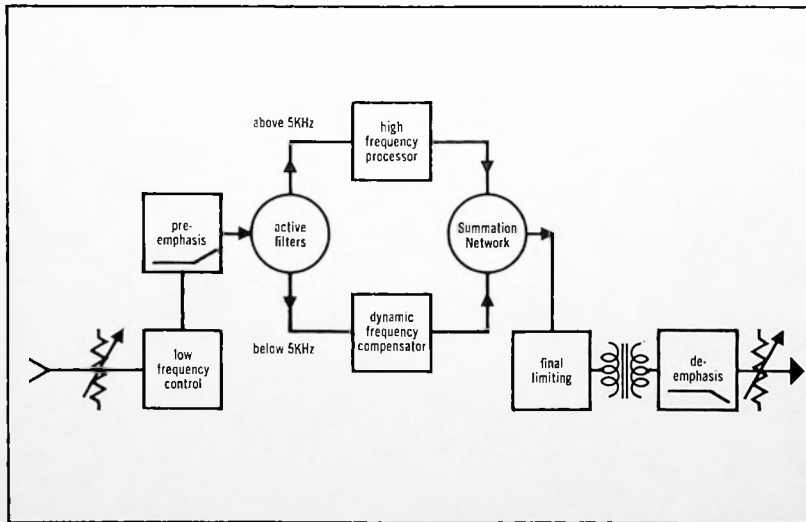 above 5KHz
high
frequency
processor
pre-
emphasis
active
filters
Summation
Network
dynamic
frequency
compensator
below 5KHz
low
frequency
control
final
limiting
de-
emphasis